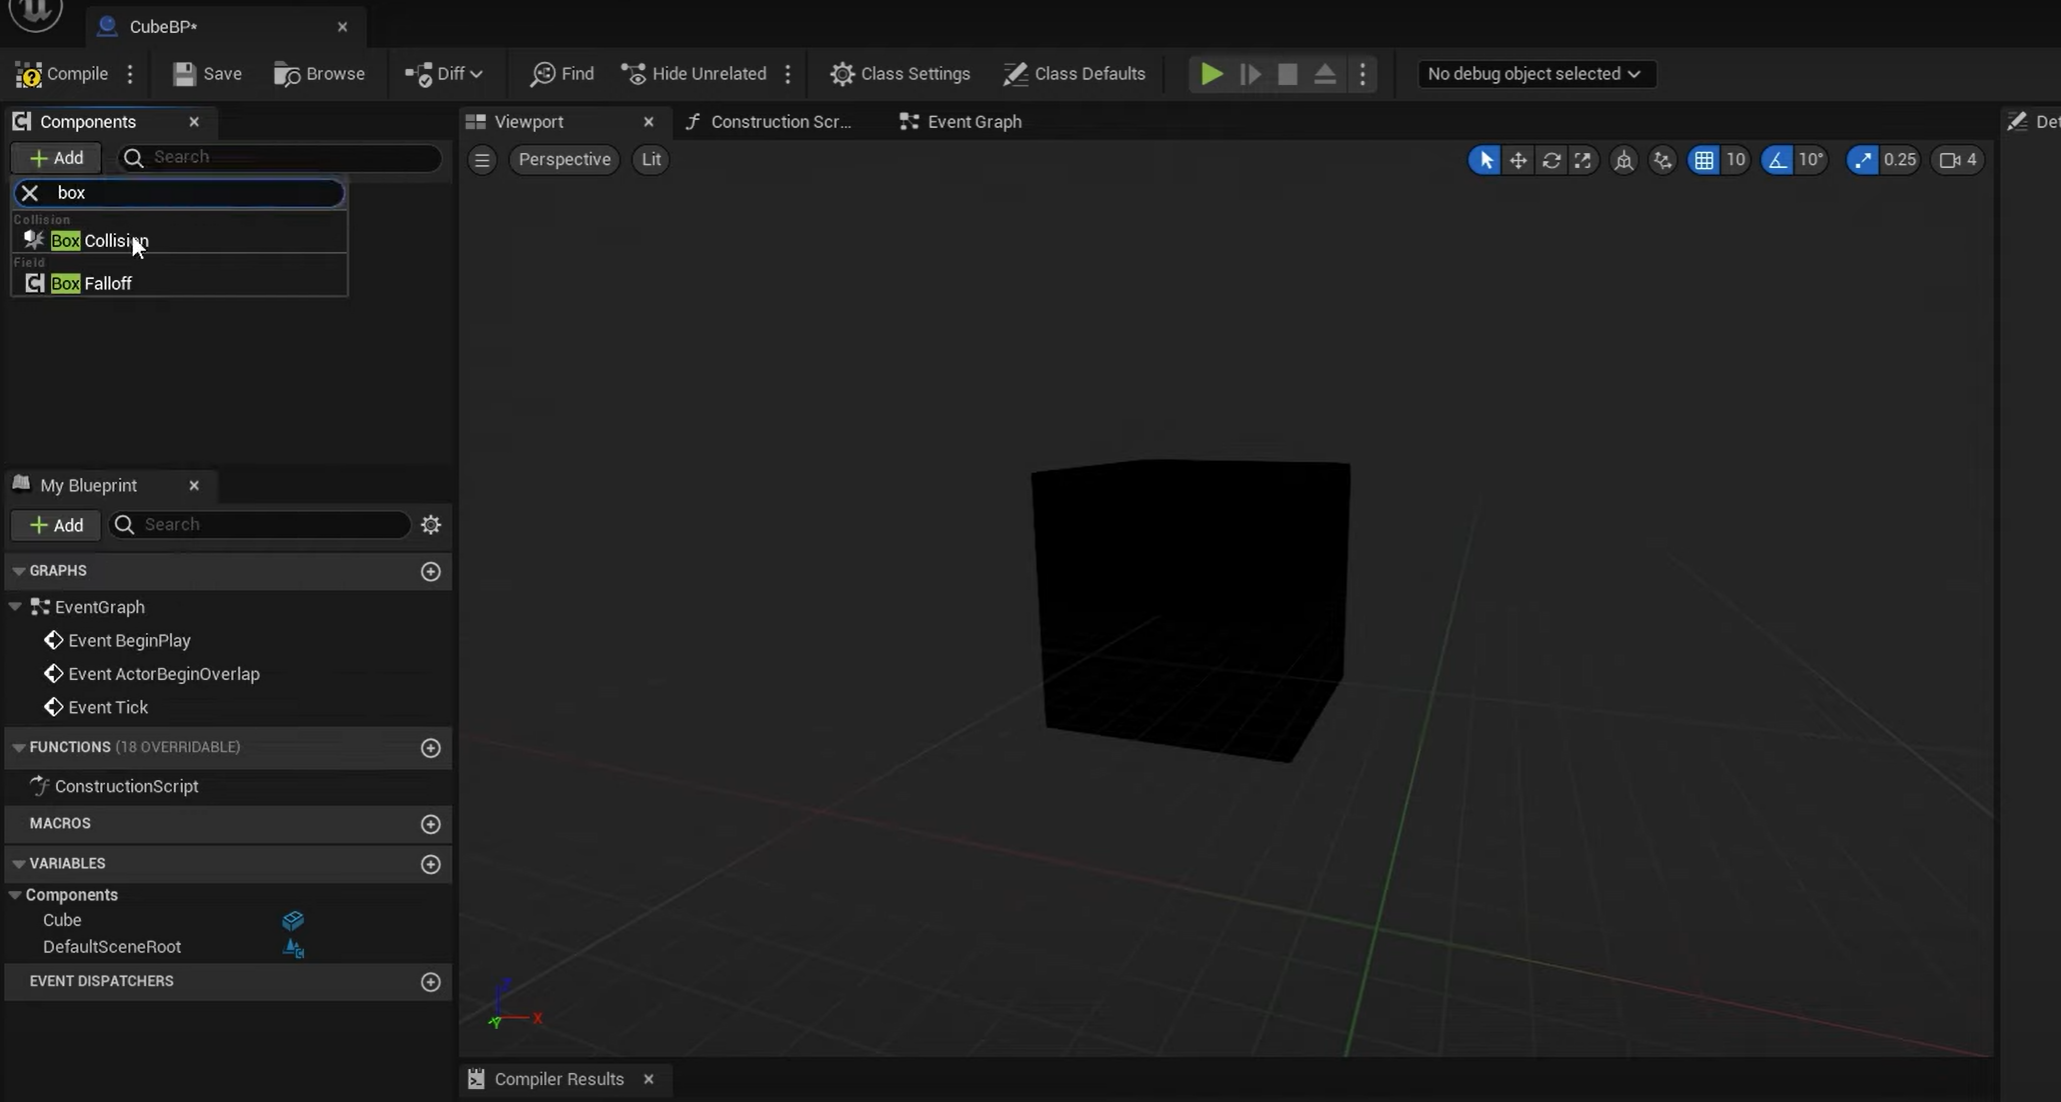 CubeBP*
Compile
Save
Browse
Diff
Find
Hide Unrelated
Class Settings
Class Defaults
No debug object selected
Components
Viewport
Construction Scr...
Event Graph
Det
Add
Search
Perspective
Lit
10
10°
0.25
4
box
Collision
Box Collision
Field
Box Falloff
My Blueprint
Add
Search
GRAPHS
EventGraph
Event BeginPlay
Event ActorBeginOverlap
Event Tick
FUNCTIONS (18 OVERRIDABLE)
ConstructionScript
MACROS
VARIABLES
Components
Cube
DefaultSceneRoot
EVENT DISPATCHERS
Z
X
Y
Compiler Results